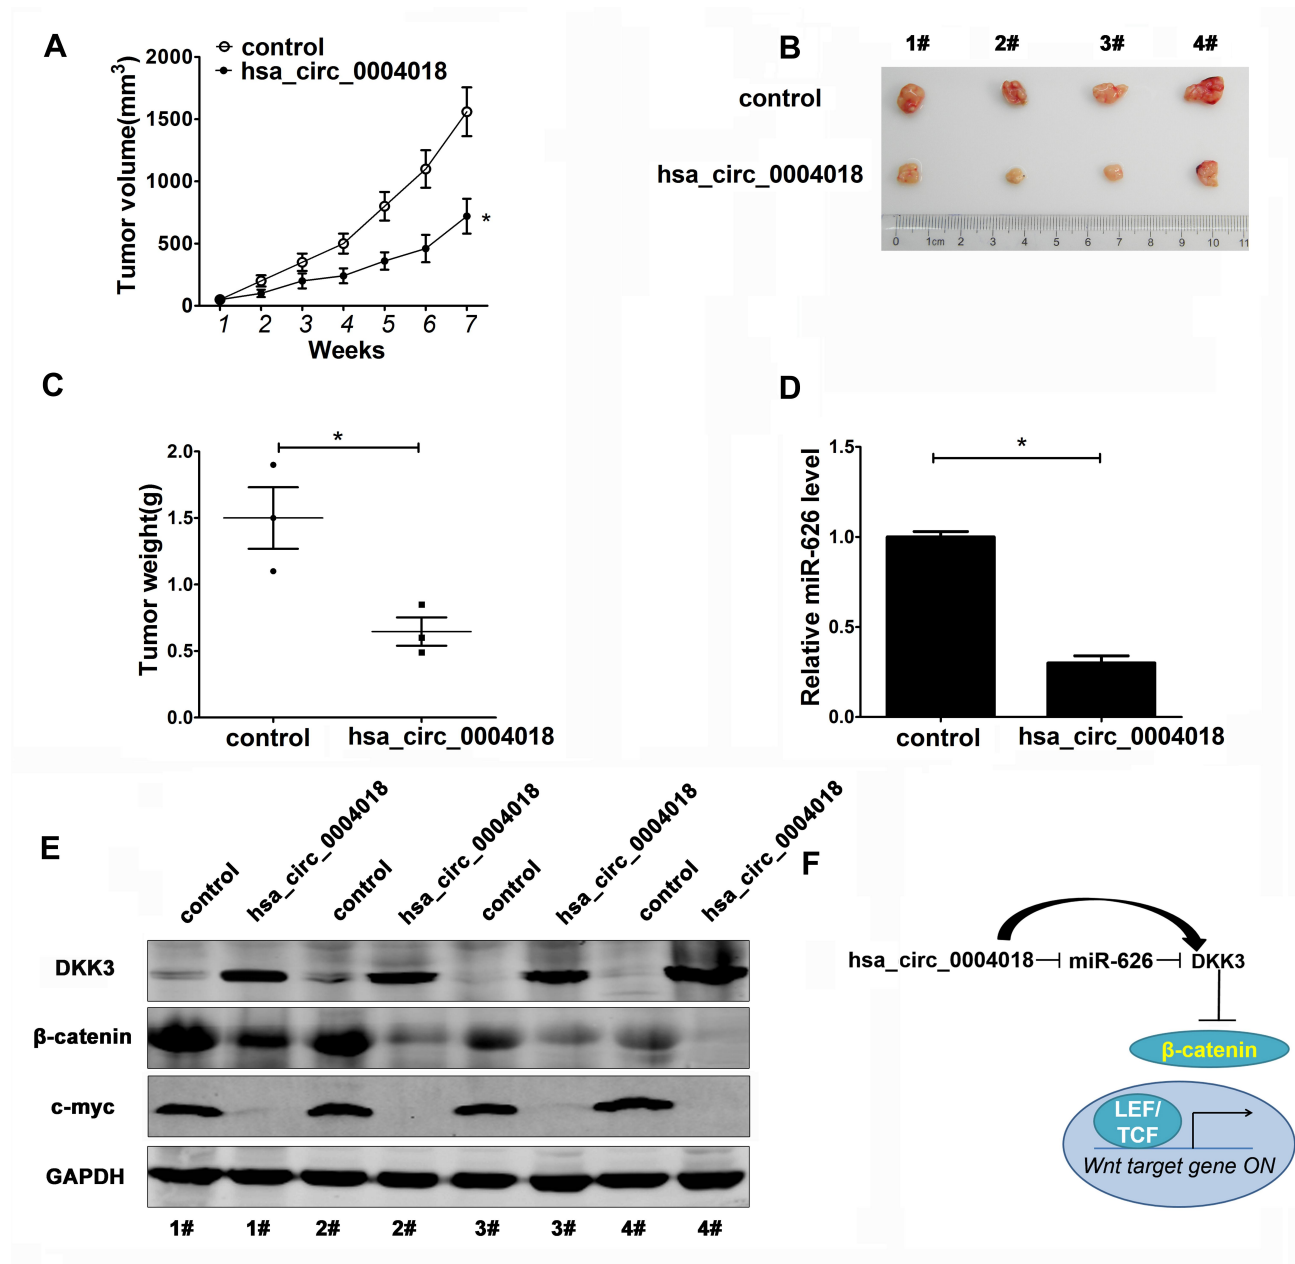 A
control
hsa_circ_0004018
Tumor volume(mm³)
2000
1500
1000
500
0
1 2 3 4 5 6 7
Weeks
*
B
1# 2# 3# 4#
control
hsa_circ_0004018
0 1cm 2 3 4 5 6 7 8 9 10 11
C
*
Tumor weight(g)
2.0
1.5
1.0
0.5
0.0
control hsa_circ_0004018
D
*
Relative miR-626 level
1.5
1.0
0.5
0.0
control hsa_circ_0004018
E
control hsa_circ_0004018 control hsa_circ_0004018 control hsa_circ_0004018 control hsa_circ_0004018
DKK3
β-catenin
c-myc
GAPDH
1# 1# 2# 2# 3# 3# 4# 4#
F
hsa_circ_0004018 miR-626 DKK3
β-catenin
LEF/
TCF
Wnt target gene ON